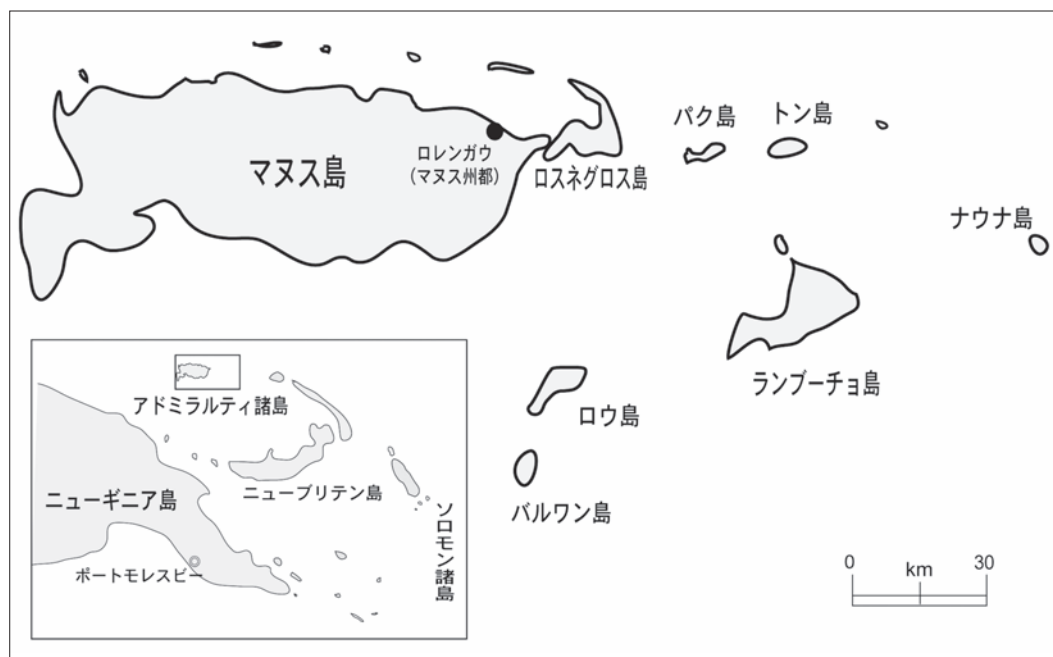 パク島
トン島
ロレンガウ
（マヌス州都）
マヌス島
ロスネグロス島
ナウナ島
ランブーチョ島
ロウ島
バルワン島
アドミラルティ諸島
ニューブリテン島
ニューギニア島
ソロモン諸島
ポートモレスビー
0
km
30